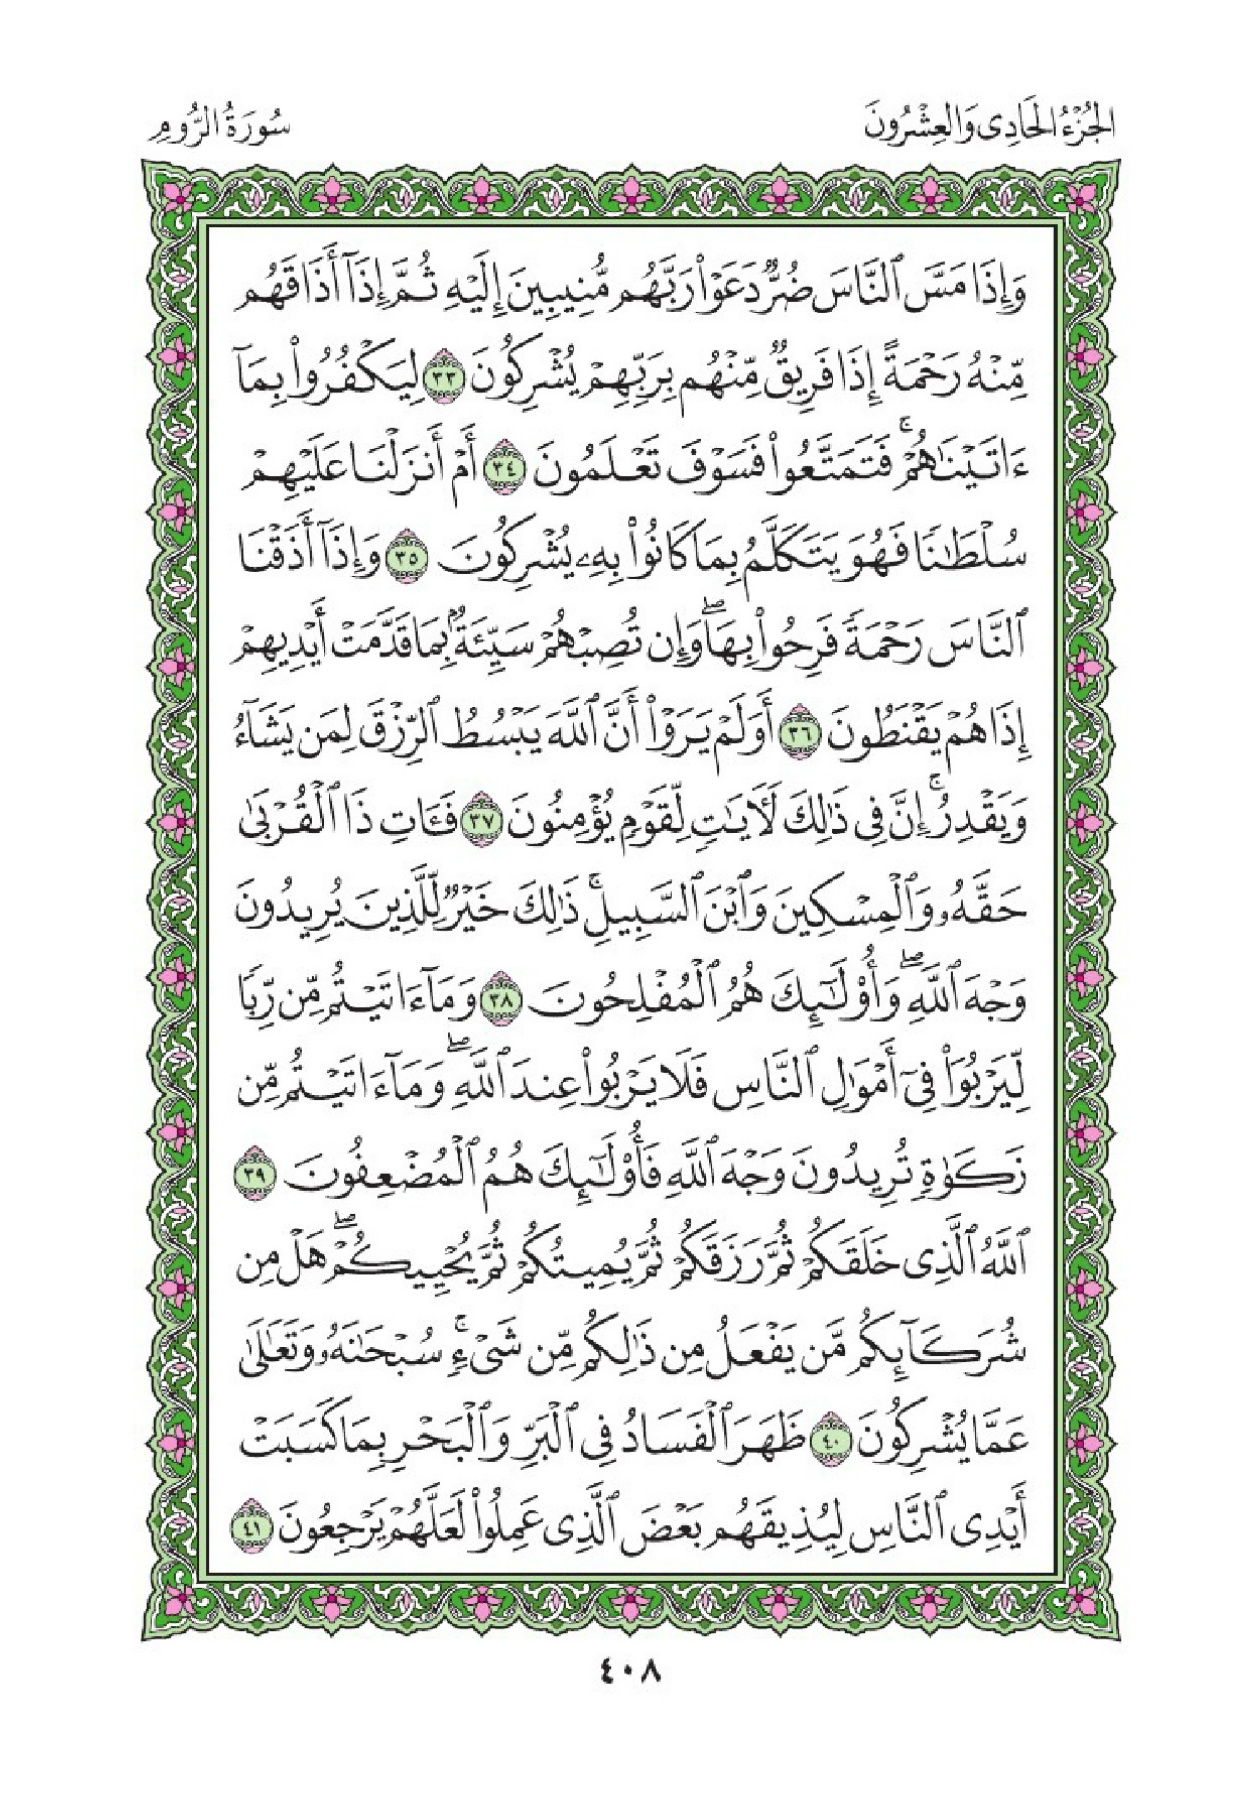 الجُزْءُ الحَادِى وَالعِشْرُونَ
سُورَةُ الرُّومِ
وَإِذَا مَسَّ ٱلنَّاسَ ضُرٌّ دَعَوْا۟ رَبَّهُم مُّنِيبِينَ إِلَيْهِ ثُمَّ إِذَآ أَذَاقَهُم
مِّنْهُ رَحْمَةً إِذَا فَرِيقٌ مِّنْهُم بِرَبِّهِمْ يُشْرِكُونَ ٣٣ لِيَكْفُرُوا۟ بِمَآ
ءَاتَيْنَٰهُمْ ۚ فَتَمَتَّعُوا۟ فَسَوْفَ تَعْلَمُونَ ٣٤ أَمْ أَنزَلْنَا عَلَيْهِمْ
سُلْطَٰنًا فَهُوَ يَتَكَلَّمُ بِمَا كَانُوا۟ بِهِۦ يُشْرِكُونَ ٣٥ وَإِذَآ أَذَقْنَا
ٱلنَّاسَ رَحْمَةً فَرِحُوا۟ بِهَا ۖ وَإِن تُصِبْهُمْ سَيِّئَةٌۢ بِمَا قَدَّمَتْ أَيْدِيهِمْ
إِذَا هُمْ يَقْنَطُونَ ٣٦ أَوَلَمْ يَرَوْا۟ أَنَّ ٱللَّهَ يَبْسُطُ ٱلرِّزْقَ لِمَن يَشَآءُ
وَيَقْدِرُ ۚ إِنَّ فِى ذَٰلِكَ لَءَايَٰتٍ لِّقَوْمٍ يُؤْمِنُونَ ٣٧ فَـَٔاتِ ذَا ٱلْقُرْبَىٰ
حَقَّهُۥ وَٱلْمِسْكِينَ وَٱبْنَ ٱلسَّبِيلِ ۚ ذَٰلِكَ خَيْرٌ لِّلَّذِينَ يُرِيدُونَ
وَجْهَ ٱللَّهِ ۖ وَأُو۟لَٰٓئِكَ هُمُ ٱلْمُفْلِحُونَ ٣٨ وَمَآ ءَاتَيْتُم مِّن رِّبًا
لِّيَرْبُوَا۟ فِىٓ أَمْوَٰلِ ٱلنَّاسِ فَلَا يَرْبُوا۟ عِندَ ٱللَّهِ ۖ وَمَآ ءَاتَيْتُم مِّن
زَكَوٰةٍ تُرِيدُونَ وَجْهَ ٱللَّهِ فَأُو۟لَٰٓئِكَ هُمُ ٱلْمُضْعِفُونَ ٣٩
ٱللَّهُ ٱلَّذِى خَلَقَكُمْ ثُمَّ رَزَقَكُمْ ثُمَّ يُمِيتُكُمْ ثُمَّ يُحْيِيكُمْ ۖ هَلْ مِن
شُرَكَآئِكُم مَّن يَفْعَلُ مِن ذَٰلِكُم مِّن شَىْءٍ ۚ سُبْحَٰنَهُۥ وَتَعَٰلَىٰ
عَمَّا يُشْرِكُونَ ٤٠ ظَهَرَ ٱلْفَسَادُ فِى ٱلْبَرِّ وَٱلْبَحْرِ بِمَا كَسَبَتْ
أَيْدِى ٱلنَّاسِ لِيُذِيقَهُم بَعْضَ ٱلَّذِى عَمِلُوا۟ لَعَلَّهُمْ يَرْجِعُونَ ٤١
٤٠٨